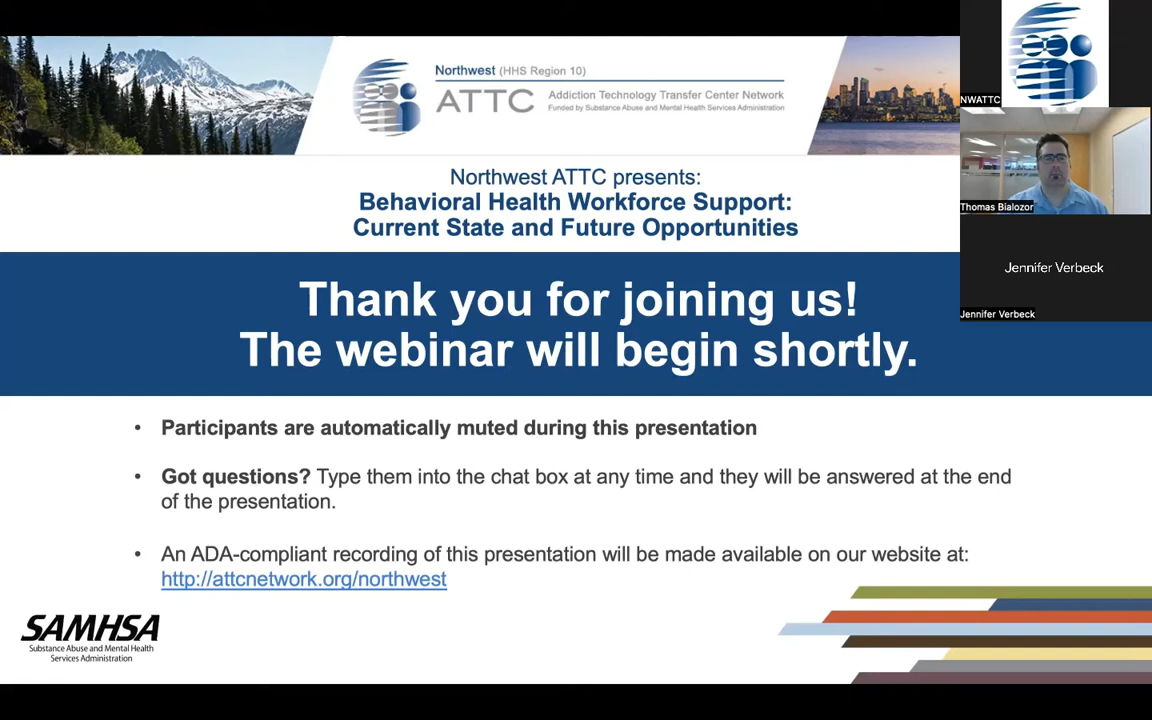 Northwest (HHS Region 10)
ATTC
Addiction Technology Transfer Center Network
Funded by Substance Abuse and Mental Health Services Administration
NWATTC
Thomas Bialozor
Jennifer Verbeck
Jennifer Verbeck
Northwest ATTC presents:
Behavioral Health Workforce Support:
Current State and Future Opportunities
Thank you for joining us!
The webinar will begin shortly.
• Participants are automatically muted during this presentation
• Got questions? Type them into the chat box at any time and they will be answered at the end
of the presentation.
• An ADA-compliant recording of this presentation will be made available on our website at:
http://attcnetwork.org/northwest
SAMHSA
Substance Abuse and Mental Health
Services Administration